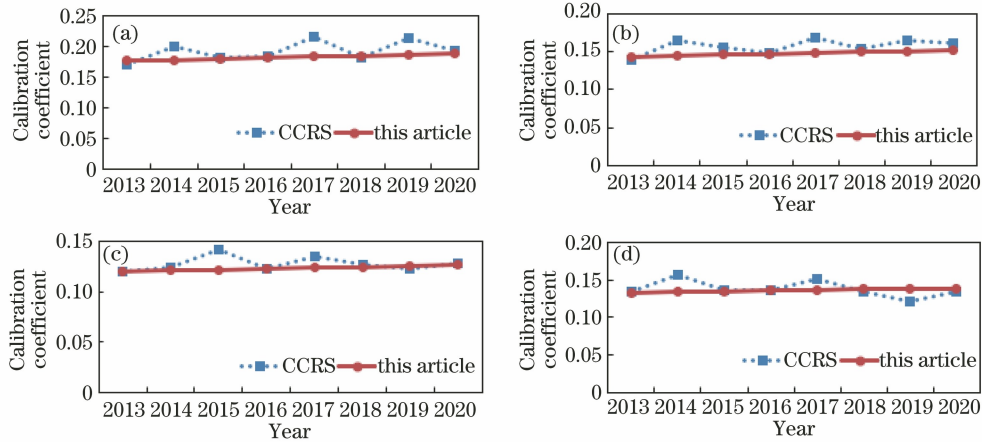 (a)
Calibration
coefficient
0.25
0.20
0.15
0.10
0.05
0
CCRS this article
2013 2014 2015 2016 2017 2018 2019 2020
Year
(b)
Calibration
coefficient
0.20
0.15
0.10
0.05
0
CCRS this article
2013 2014 2015 2016 2017 2018 2019 2020
Year
(c)
Calibration
coefficient
0.15
0.10
0.05
0
CCRS this article
2013 2014 2015 2016 2017 2018 2019 2020
Year
(d)
Calibration
coefficient
0.20
0.15
0.10
0.05
0
CCRS this article
2013 2014 2015 2016 2017 2018 2019 2020
Year